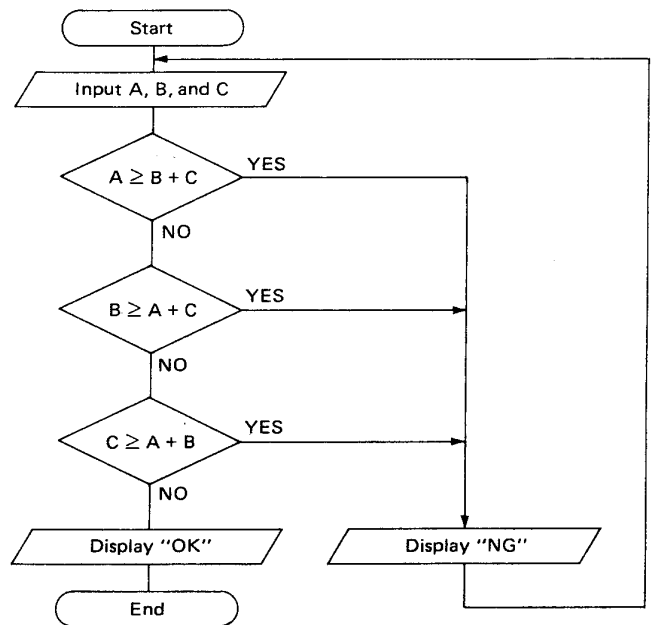 Start
Input A, B, and C
A ≥ B + C
YES
NO
B ≥ A + C
YES
NO
C ≥ A + B
YES
NO
Display "OK"
Display "NG"
End